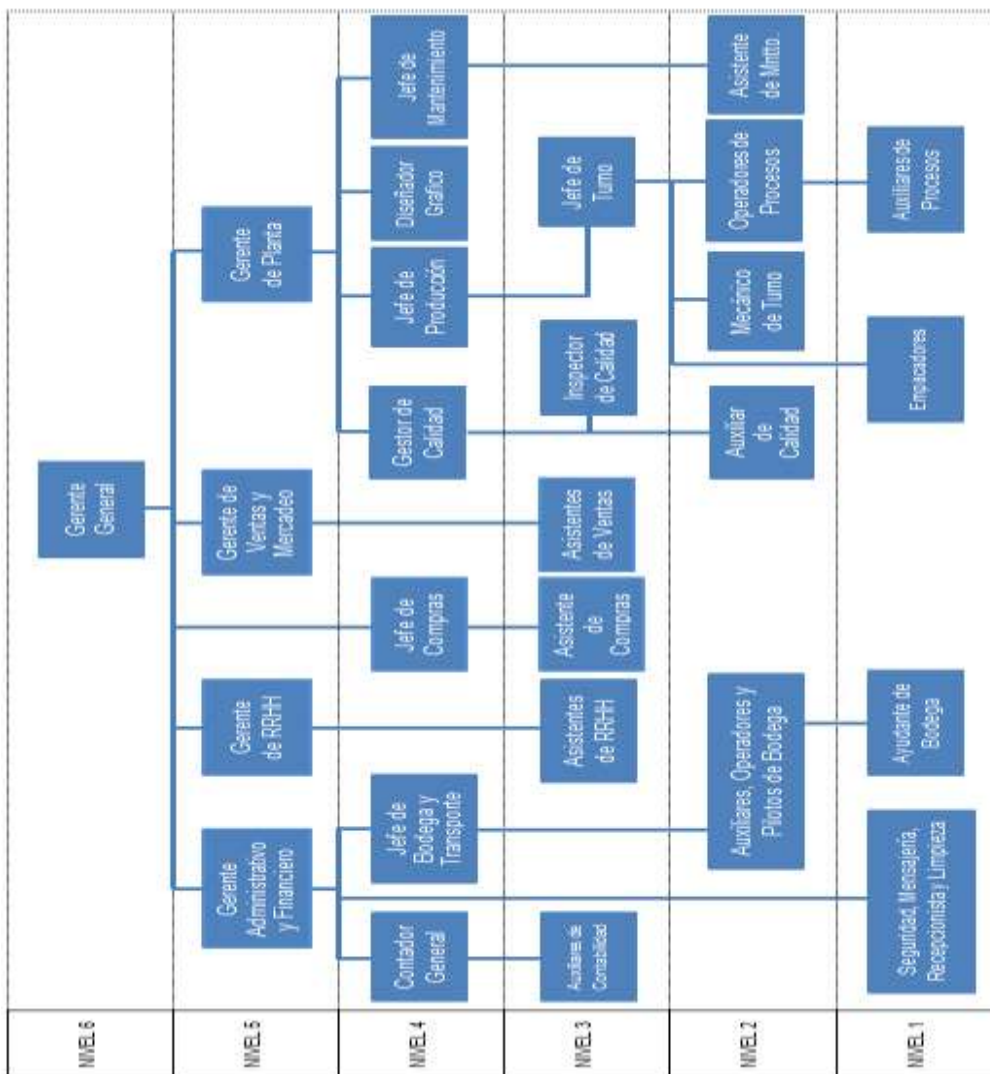 NIVEL 6
Gerente
General
NIVEL 5
Gerente
Administrativo
y Financiero
Gerente
de RRHH
Gerente de
Ventas y
Mercadeo
Gerente
de Planta
NIVEL 4
Contador
General
Jefe de
Bodega y
Transporte
Jefe de
Compras
Gestor de
Calidad
Jefe de
Producción
Diseñador
Grafico
Jefe de
Mantenimiento
NIVEL 3
Auxiliares de
Contabilidad
Asistentes
de RRHH
Asistente
de
Compras
Asistentes
de Ventas
Inspector
de Calidad
Jefe de
Turno
NIVEL 2
Auxiliares, Operadores y
Pilotos de Bodega
Auxiliar
de
Calidad
Mecánico
de Turno
Operadores de
Procesos
Asistente
de Mntto.
NIVEL 1
Seguridad, Mensajería,
Recepcionista y Limpieza
Ayudante de
Bodega
Empacadores
Auxiliares de
Procesos